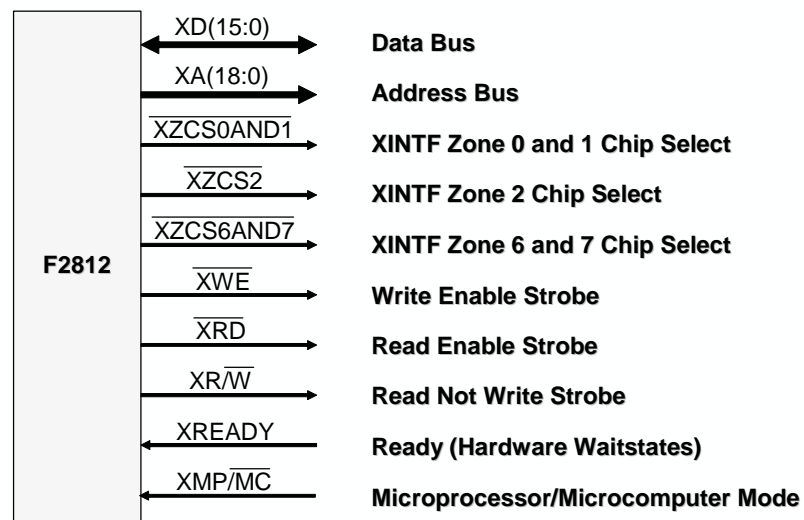 XD(15:0) Data Bus
XA(18:0) Address Bus
XZCS0AND1 XINTF Zone 0 and 1 Chip Select
XZCS2 XINTF Zone 2 Chip Select
XZCS6AND7 XINTF Zone 6 and 7 Chip Select
F2812
XWE Write Enable Strobe
XRD Read Enable Strobe
XR/W Read Not Write Strobe
XREADY Ready (Hardware Waitstates)
XMP/MC Microprocessor/Microcomputer Mode